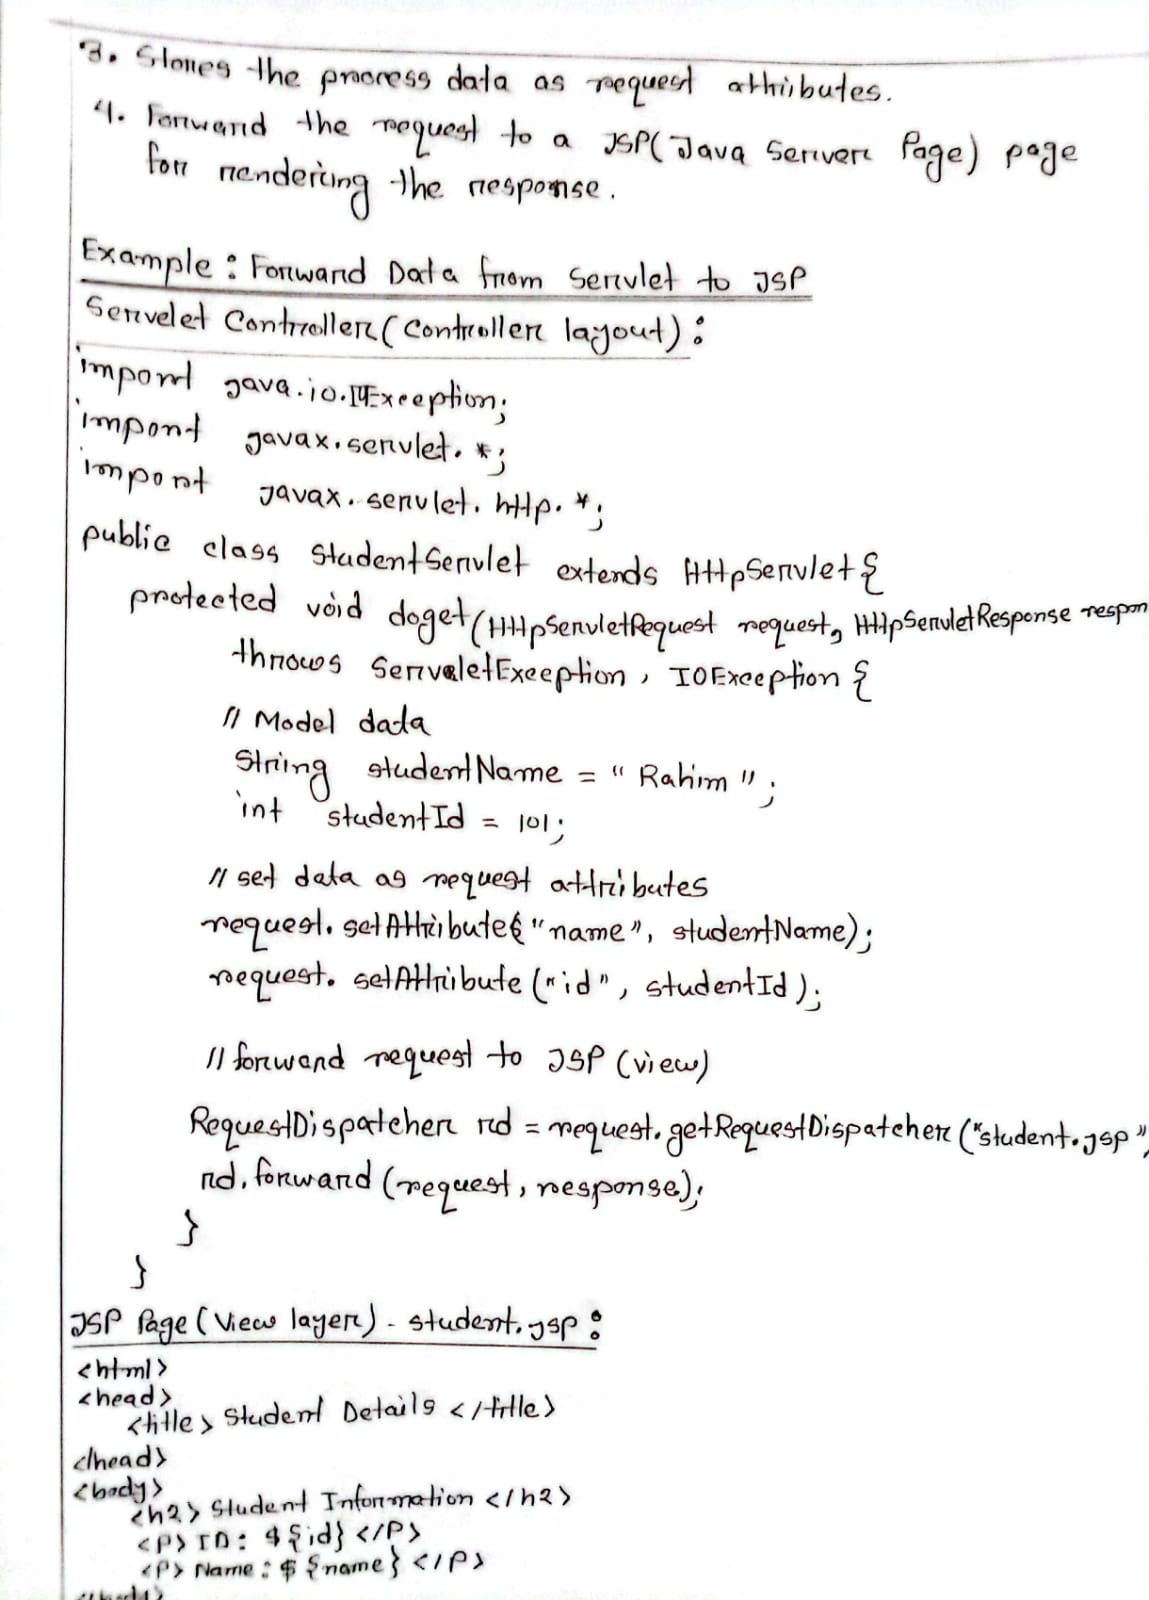 3. Stores the process data as request attributes.
4. Forward the request to a JSP(Java Server Page) page
for rendering the response.
Example : Forward Data from Servlet to JSP
Servelet Controller(Controller layout) :
import java.io.IOException;
import javax.servlet.*;
import javax.servlet.http.*;
public class StudentServlet extends HttpServlet {
protected void doget(HttpServletRequest request, HttpServletResponse respon
throws ServeletException, IOException {
// Model data
String studentName = "Rahim";
int studentId = 101;
// set data as request attributes
request.setAttribute("name", studentName);
request.setAttribute("id", studentId);
// forward request to JSP (view)
RequestDispatcher rd = request.getRequestDispatcher("student.jsp"
rd.forward(request, response);
}
}
JSP Page (View layer) - student.jsp :
<html>
<head>
<title> Student Details </title>
</head>
<body>
<h2> Student Information </h2>
<P> ID: ${id} </P>
<P> Name: ${name} </P>